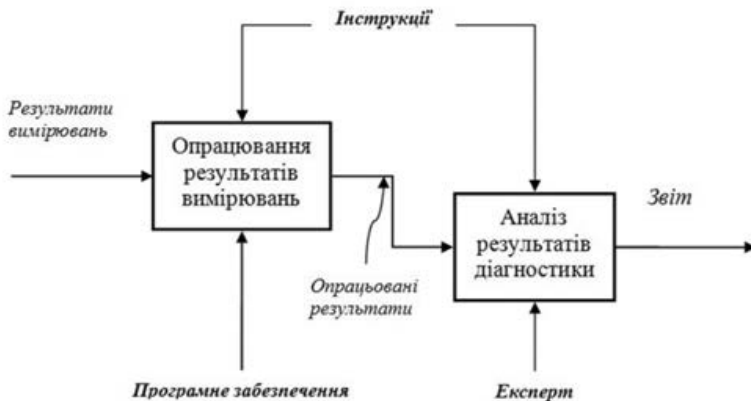 Інструкції
Результати
вимірювань
Опрацювання
результатів
вимірювань
Аналіз
результатів
діагностики
Звіт
Опрацьовані
результати
Програмне забезпечення
Експерт